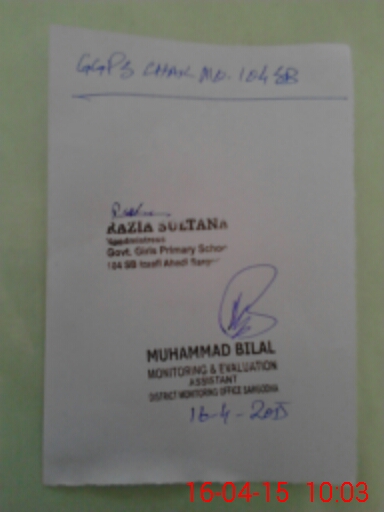 GGPS CHAK NO. 104 SB
RAZIA SULTANA
Headmistress
Govt. Girls Primary School
104 SB
MUHAMMAD BILAL
MONITORING & EVALUATION
ASSISTANT
DISTRICT MONITORING OFFICE SARGODHA
16-4-2015
16-04-15 10:03